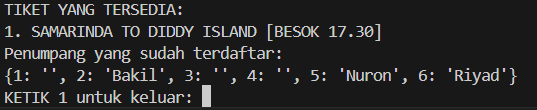 TIKET YANG TERSEDIA:
1. SAMARINDA TO DIDDY ISLAND [BESOK 17.30]
Penumpang yang sudah terdaftar:
{1: '', 2: 'Bakil', 3: '', 4: '', 5: 'Nuron', 6: 'Riyad'}
KETIK 1 untuk keluar: